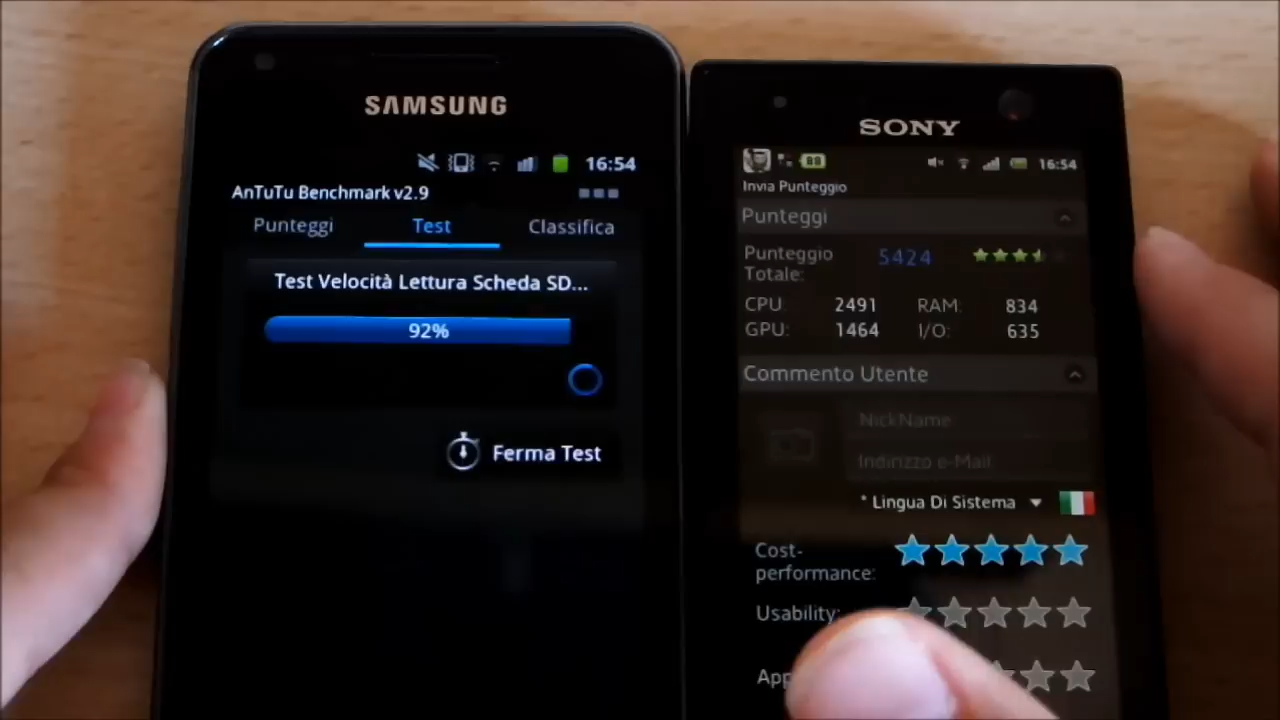 SAMSUNG
16:54
AnTuTu Benchmark v2.9
Punteggi Test Classifica
Test Velocità Lettura Scheda SD...
92%
Ferma Test
SONY
88 16:54
Invia Punteggio
Punteggi
Punteggio Totale: 5424
CPU: 2491 RAM: 834
GPU: 1464 I/O: 635
Commento Utente
NickName
Indirizzo e-Mail
* Lingua Di Sistema
Cost-
performance:
Usability:
App